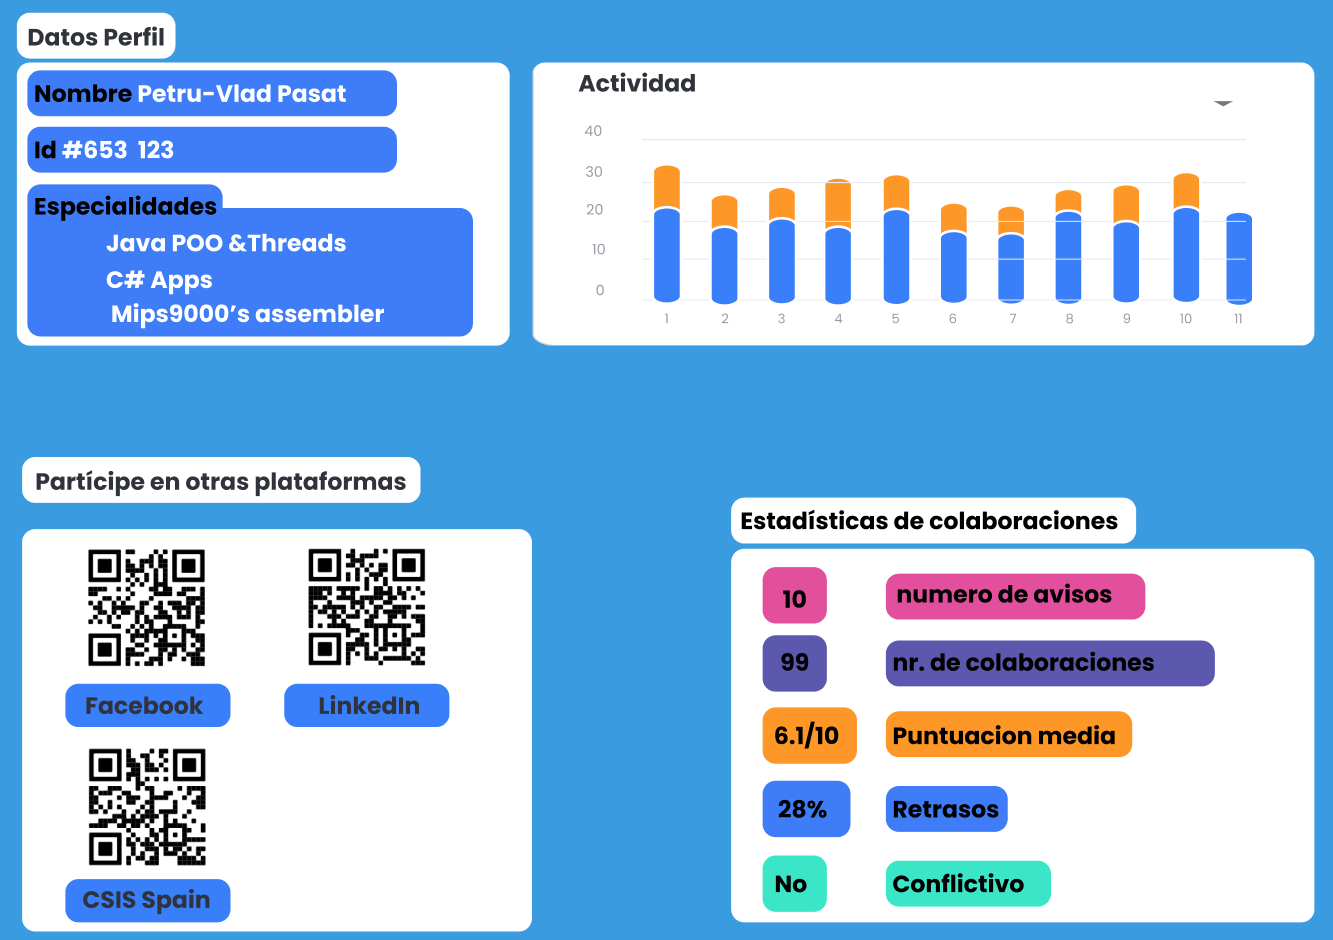 Datos Perfil
Nombre Petru-Vlad Pasat
Id #653 123
Especialidades
Java POO &Threads
C# Apps
Mips9000's assembler
Actividad
40
30
20
10
0
1 2 3 4 5 6 7 8 9 10 11
Partícipe en otras plataformas
Facebook
LinkedIn
CSIS Spain
Estadísticas de colaboraciones
10 numero de avisos
99 nr. de colaboraciones
6.1/10 Puntuacion media
28% Retrasos
No Conflictivo